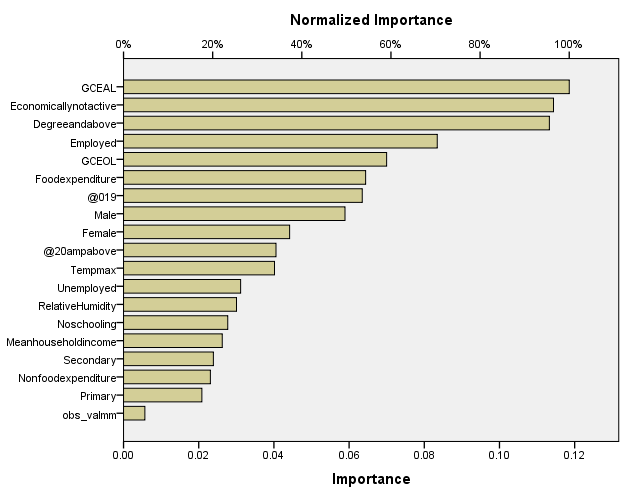 Normalized Importance
0% 20% 40% 60% 80% 100%
GCEAL
Economicallynotactive
Degreeandabove
Employed
GCEOL
Foodexpenditure
@019
Male
Female
@20ampabove
Tempmax
Unemployed
RelativeHumidity
Noschooling
Meanhouseholdincome
Secondary
Nonfoodexpenditure
Primary
obs_valmm
0.00 0.02 0.04 0.06 0.08 0.10 0.12
Importance